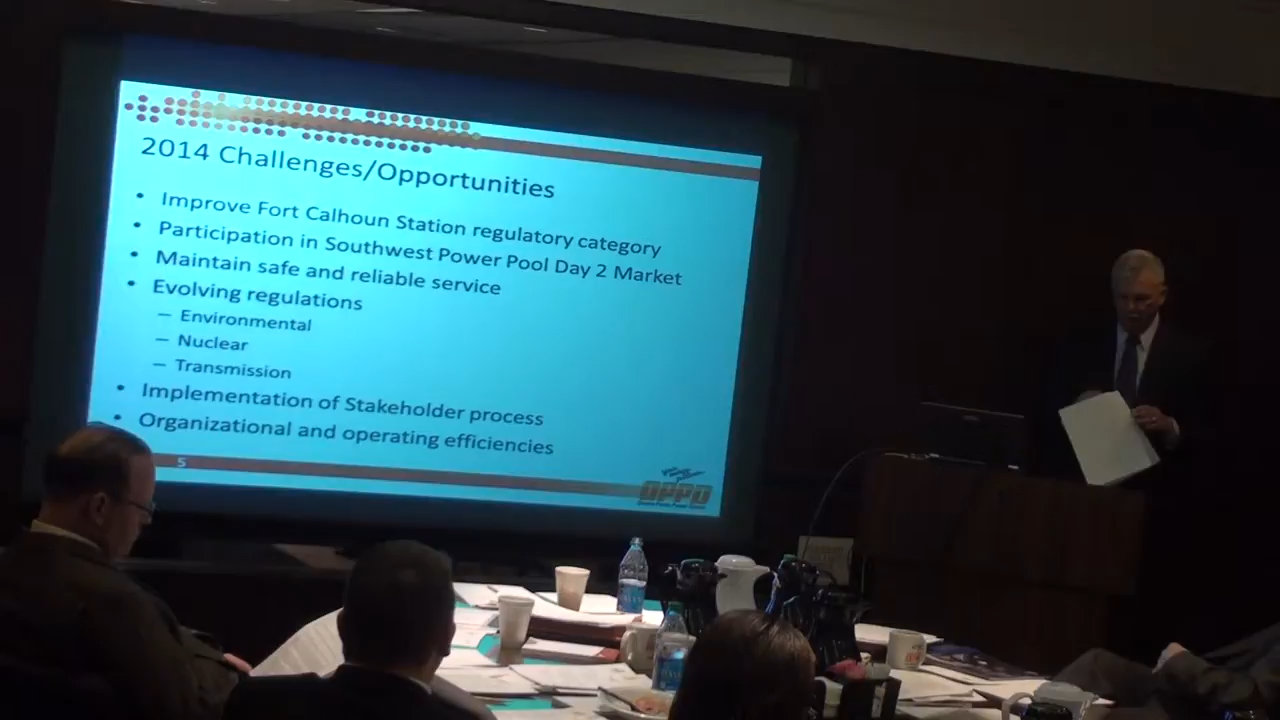 2014 Challenges/Opportunities
• Improve Fort Calhoun Station regulatory category
• Participation in Southwest Power Pool Day 2 Market
• Maintain safe and reliable service
• Evolving regulations
– Environmental
– Nuclear
– Transmission
• Implementation of Stakeholder process
• Organizational and operating efficiencies
5
OPPD